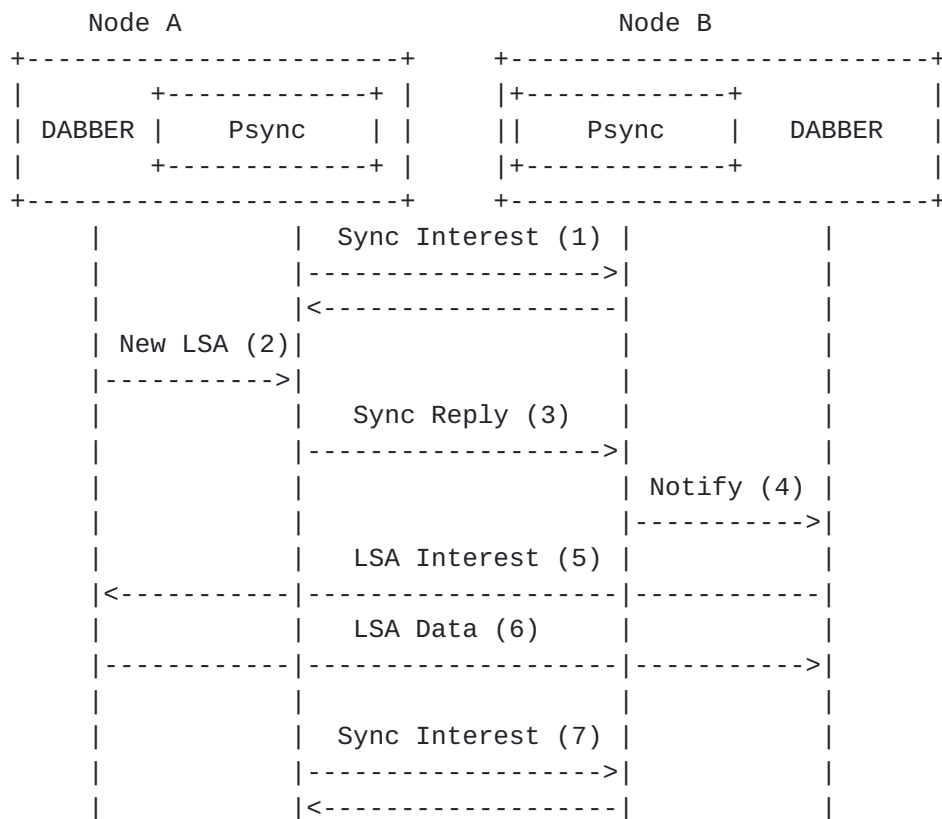 Node A Node B
DABBER Psync Psync DABBER
Sync Interest (1)
New LSA (2)
Sync Reply (3)
Notify (4)
LSA Interest (5)
LSA Data (6)
Sync Interest (7)